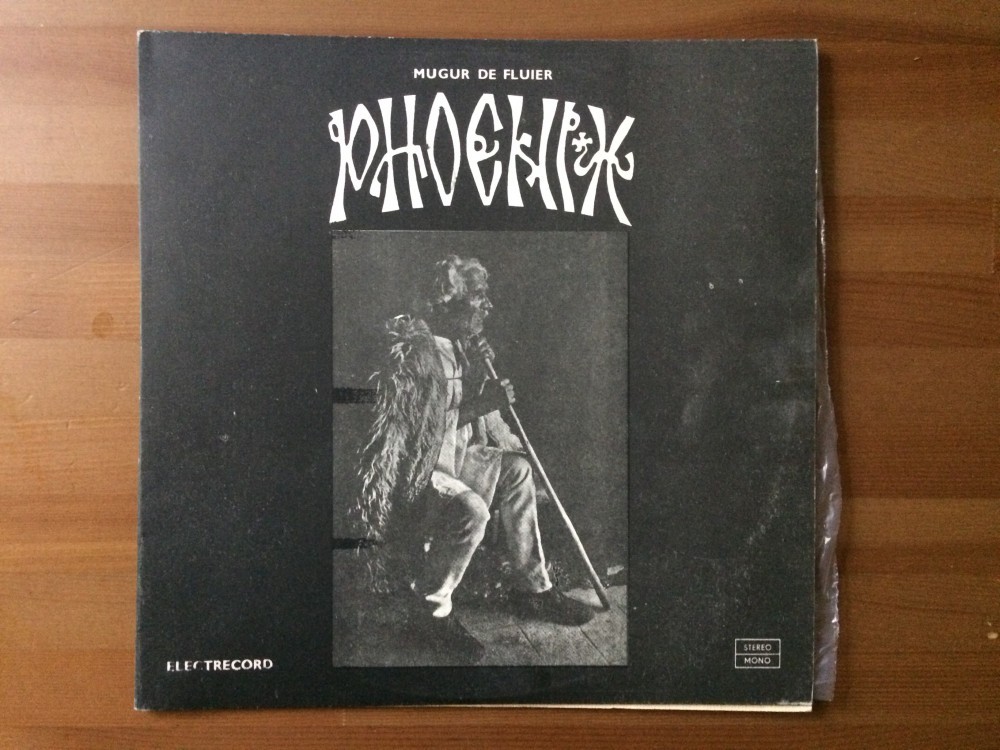 MUGUR DE FLUIER
PHOENIX
ELECTRECORD
STEREO
MONO